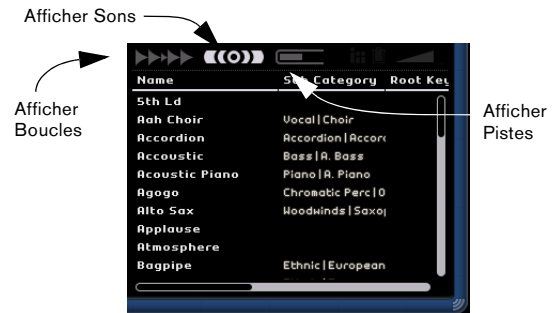 Afficher Sons
Name Sub Category Root Key
5th Ld
Aah Choir Vocal|Choir
Accordion Accordion|Accor
Accoustic Bass|A. Bass
Acoustic Piano Piano|A. Piano
Agogo Chromatic Perc|O
Alto Sax Woodwinds|Saxo
Applause
Atmosphere
Bagpipe Ethnic|European
Afficher
Boucles
Afficher
Pistes